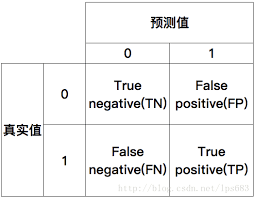 预测值
0 1
真实值
0
True
negative(TN)
False
positive(FP)
1
False
negative(FN)
True
positive(TP)
http://blog.csdn.net/lps683